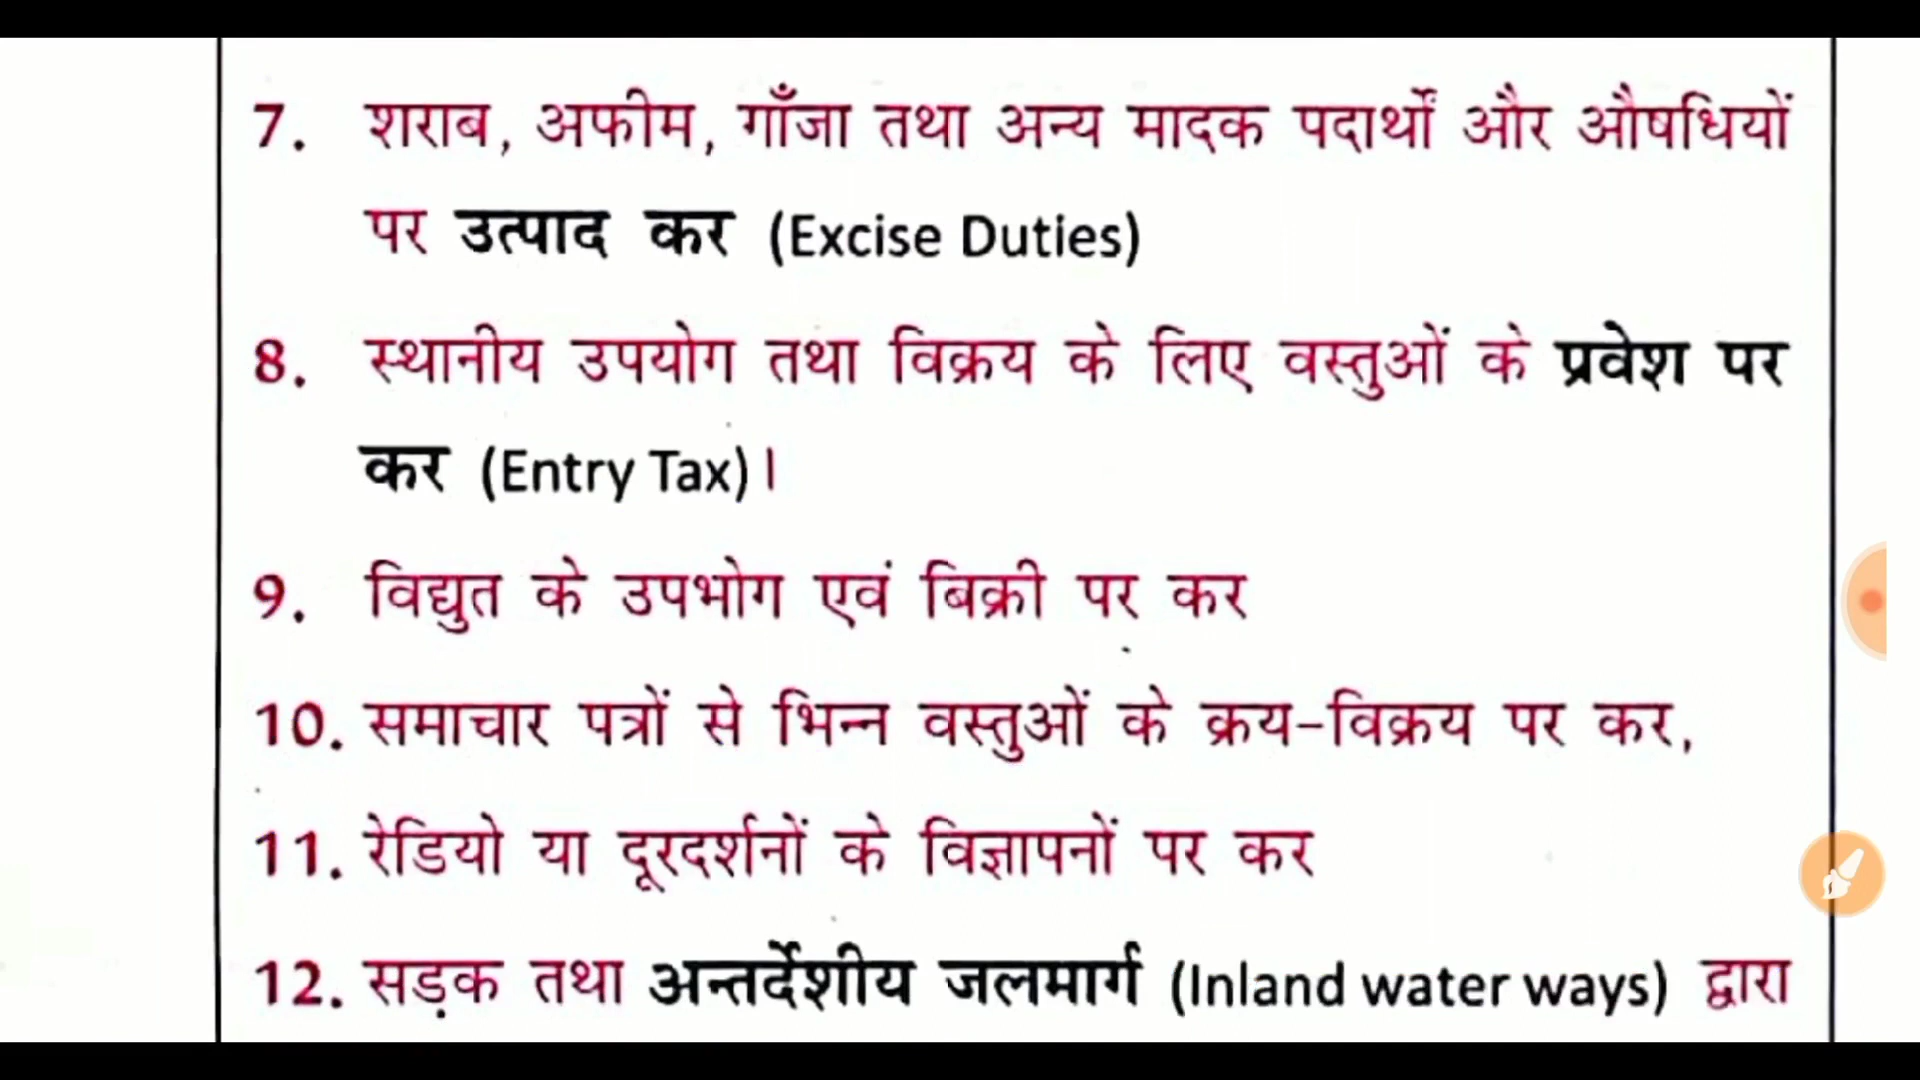 7. शराब, अफीम, गाँजा तथा अन्य मादक पदार्थों और औषधियों
पर उत्पाद कर (Excise Duties)
8. स्थानीय उपयोग तथा विक्रय के लिए वस्तुओं के प्रवेश पर
कर (Entry Tax)।
9. विद्युत के उपभोग एवं बिक्री पर कर
10. समाचार पत्रों से भिन्न वस्तुओं के क्रय-विक्रय पर कर,
11. रेडियो या दूरदर्शनों के विज्ञापनों पर कर
12. सड़क तथा अन्तर्देशीय जलमार्ग (Inland water ways) द्वारा